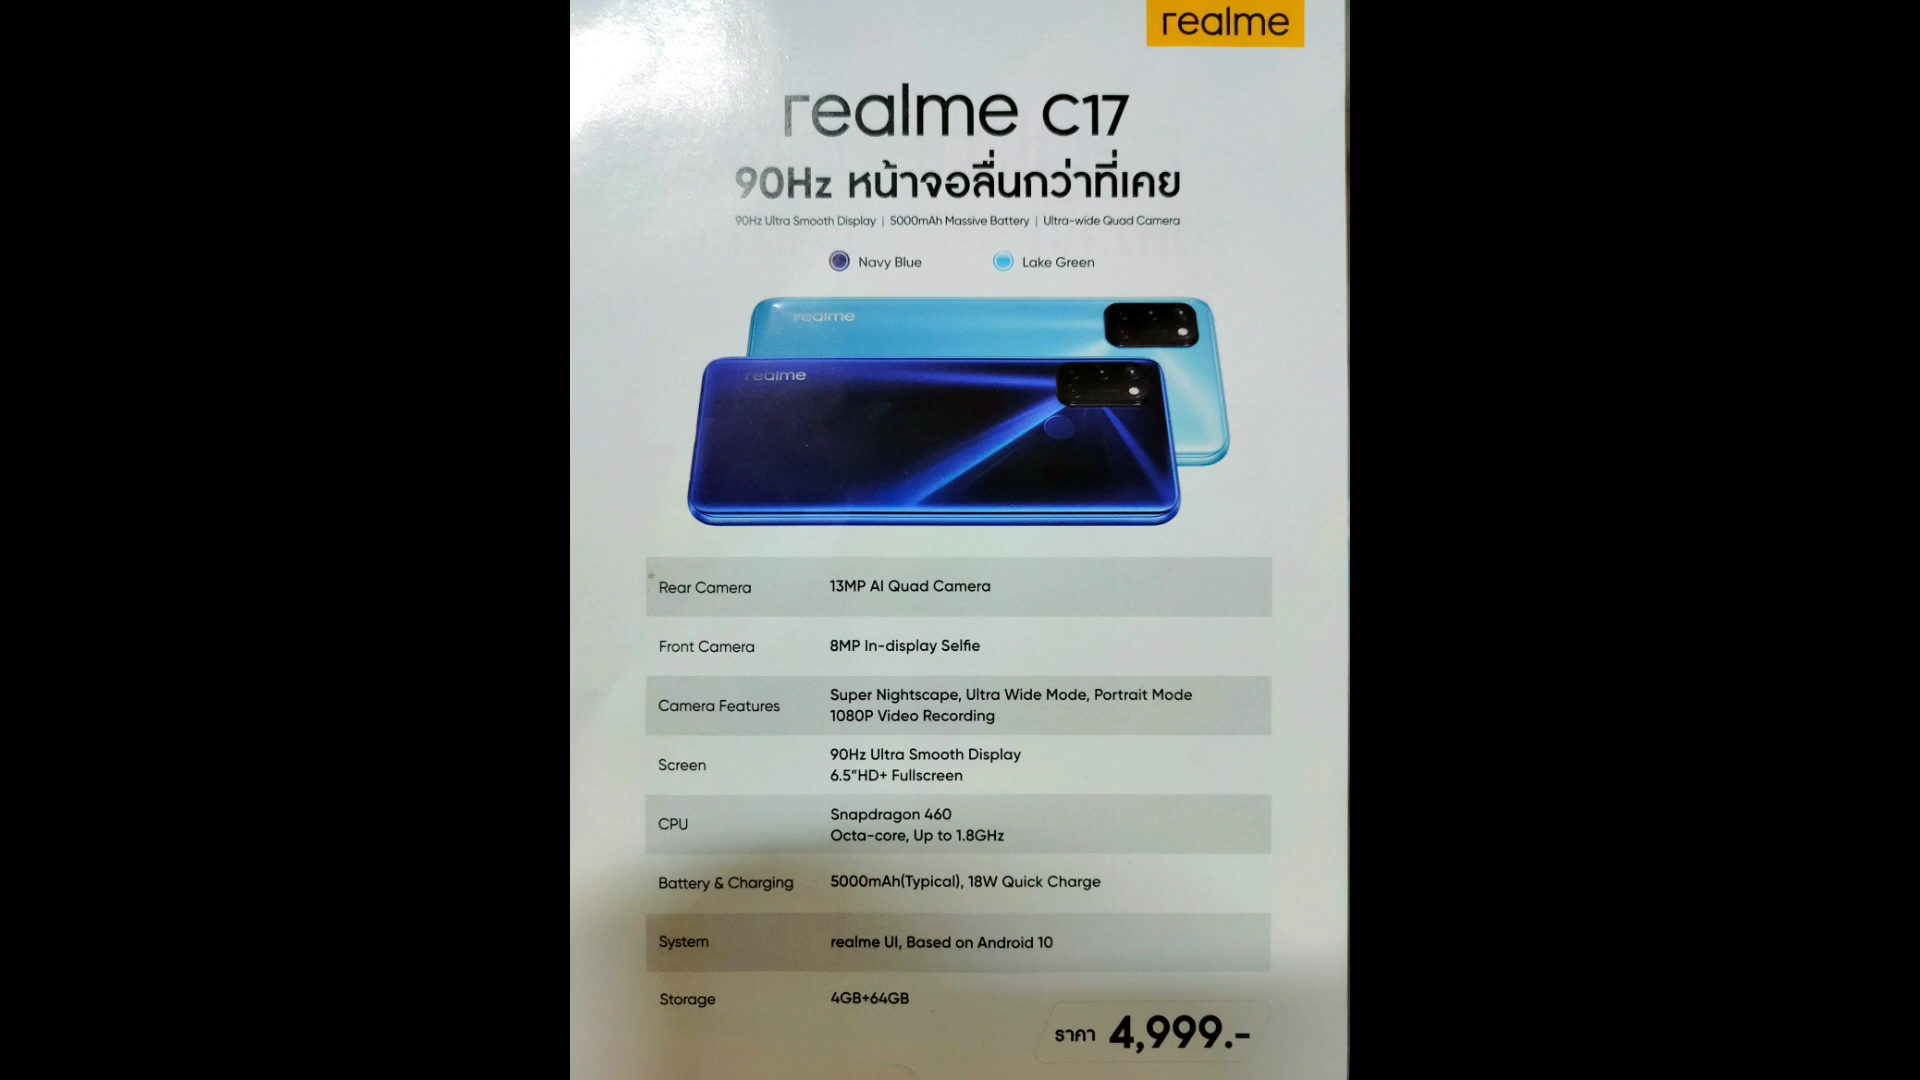 realme
realme C17
90Hz หน้าจอลื่นกว่าที่เคย
90Hz Ultra Smooth Display | 5000mAh Massive Battery | Ultra-wide Quad Camera
Navy Blue Lake Green
realme
realme
Rear Camera 13MP AI Quad Camera
Front Camera 8MP In-display Selfie
Camera Features Super Nightscape, Ultra Wide Mode, Portrait Mode
1080P Video Recording
Screen 90Hz Ultra Smooth Display
6.5"HD+ Fullscreen
CPU Snapdragon 460
Octa-core, Up to 1.8GHz
Battery & Charging 5000mAh(Typical), 18W Quick Charge
System realme UI, Based on Android 10
Storage 4GB+64GB
ราคา 4,999.-